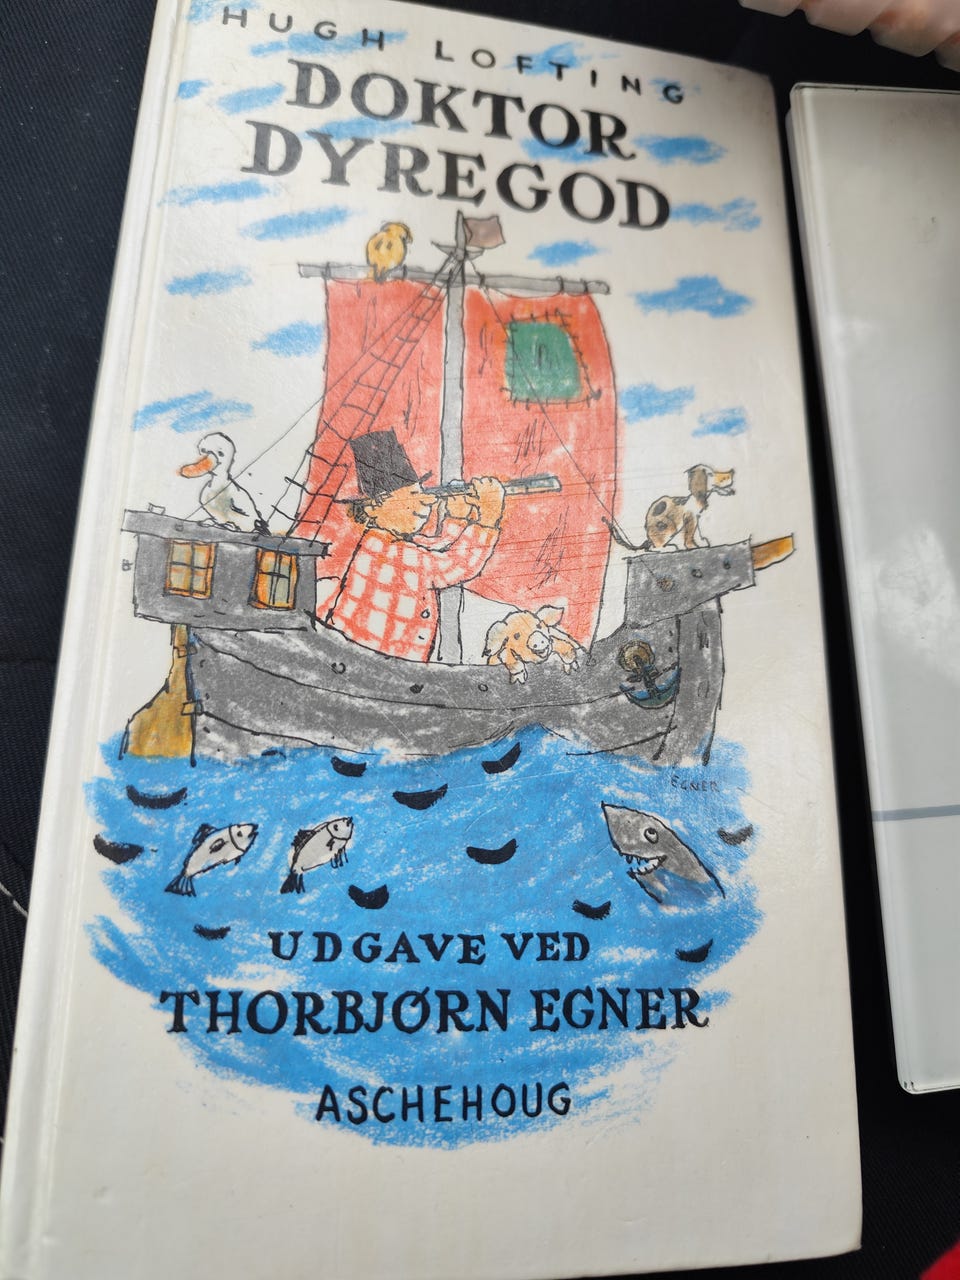 HUGH LOFTING
DOKTOR
DYREGOD
EGNER
UDGAVE VED
THORBJØRN EGNER
ASCHEHOUG